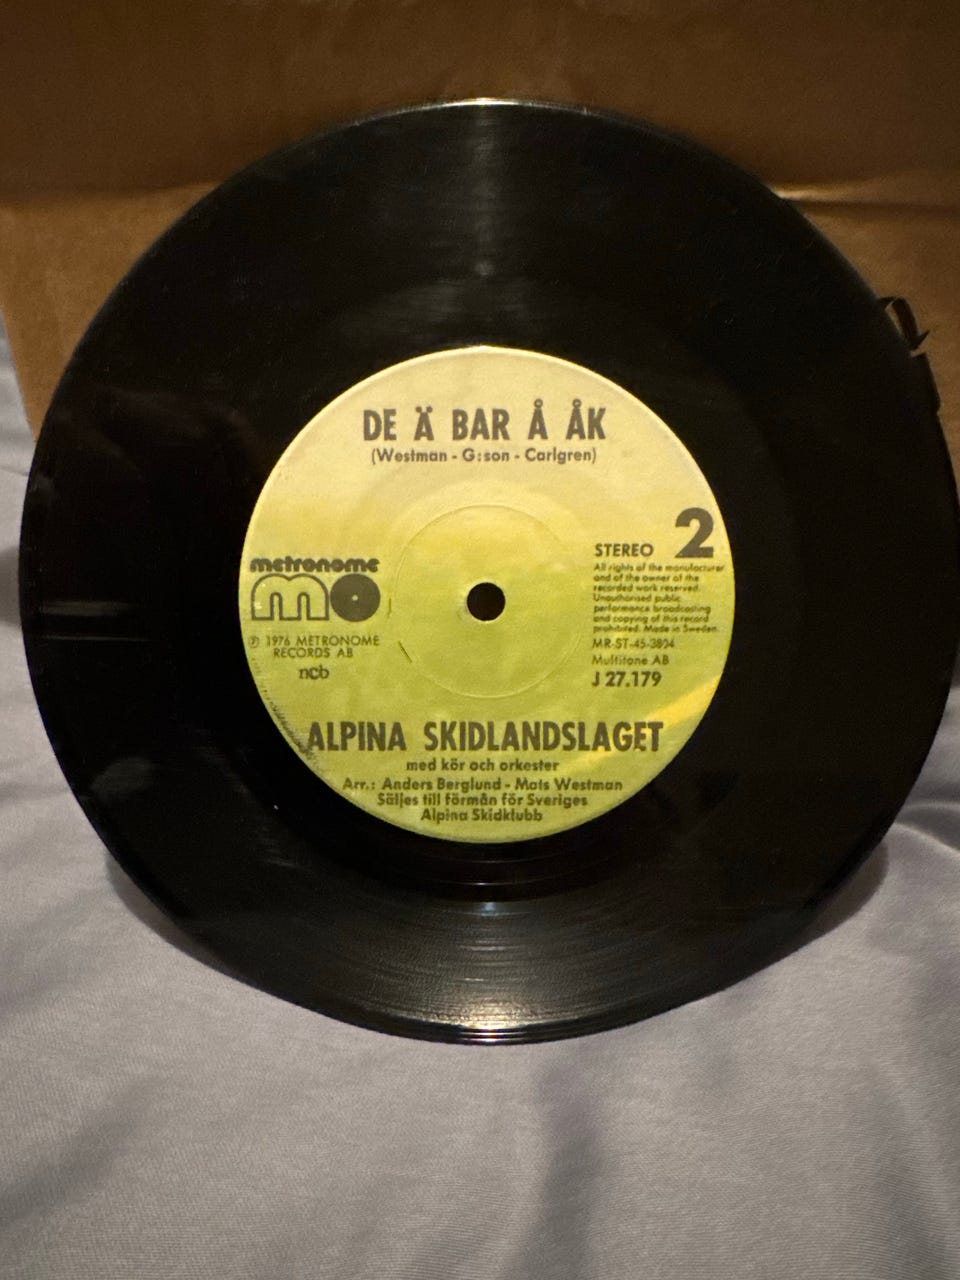 DE Ä BAR Å ÅK
(Westman - G:son - Carlgren)
2
STEREO
All rights of the manufacturer
and of the owner of the
recorded work reserved.
Unauthorised public
performance broadcasting
and copying of this record
prohibited. Made in Sweden.
MR-ST-45-3804
Multitone AB
J 27.179
metronome
mo
℗ 1976 METRONOME
RECORDS AB
ncb
ALPINA SKIDLANDSLAGET
med kör och orkester
Arr.: Anders Berglund - Mats Westman
Säljes till förmån för Sveriges
Alpina Skidklubb